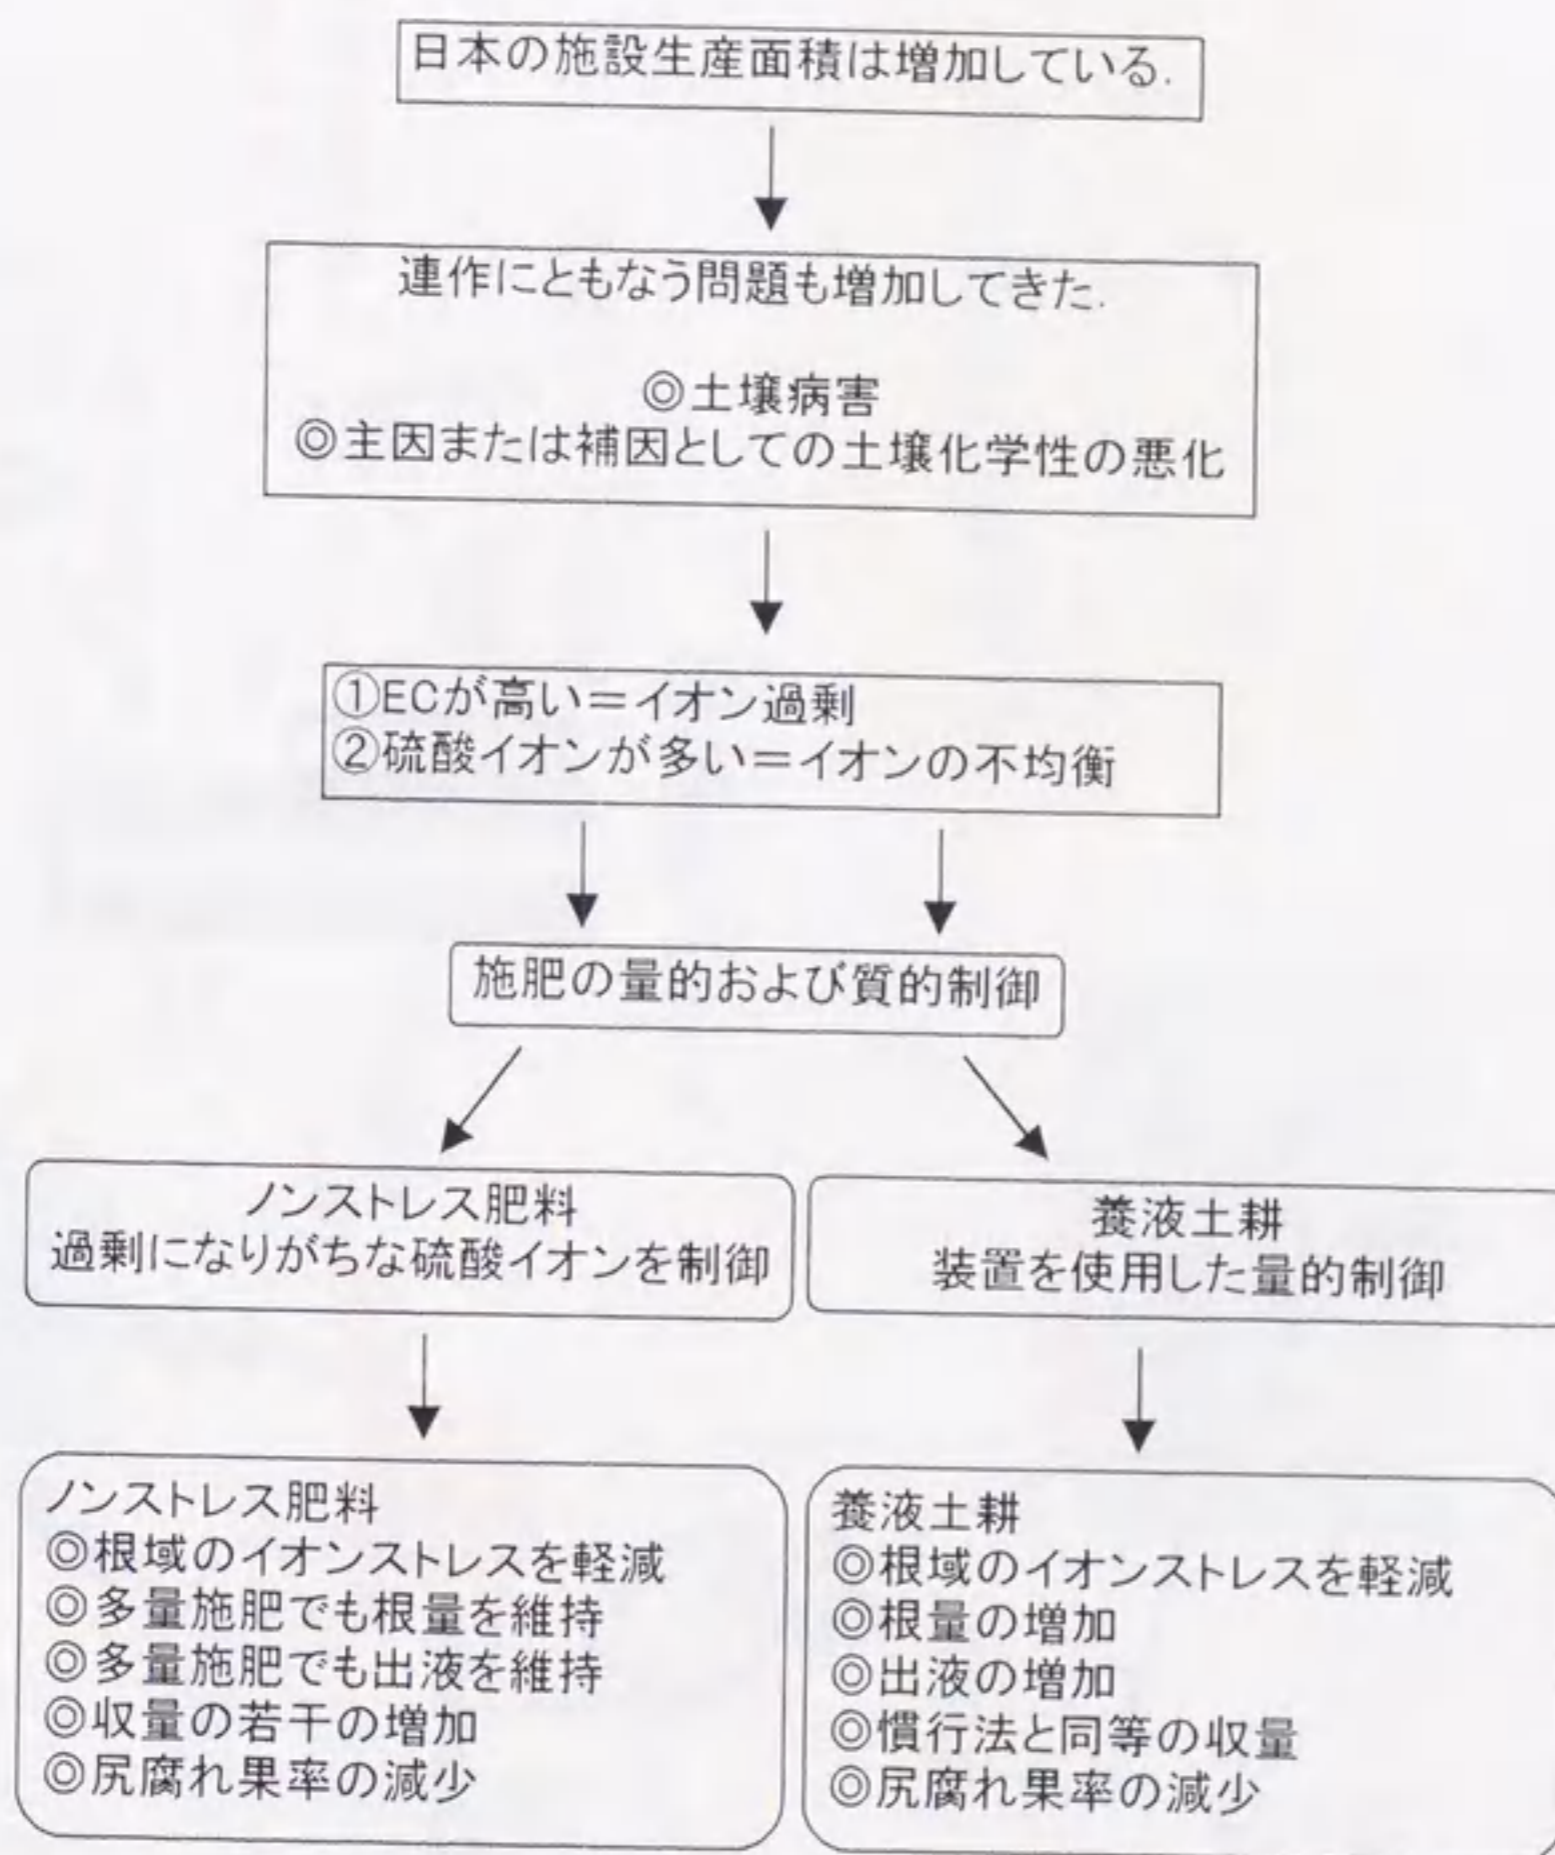 日本の施設生産面積は増加している.
連作にともなう問題も増加してきた.
◎土壌病害
◎主因または補因としての土壌化学性の悪化
①ECが高い＝イオン過剰
②硫酸イオンが多い＝イオンの不均衡
施肥の量的および質的制御
ノンストレス肥料
過剰になりがちな硫酸イオンを制御
養液土耕
装置を使用した量的制御
ノンストレス肥料
◎根域のイオンストレスを軽減
◎多量施肥でも根量を維持
◎多量施肥でも出液を維持
◎収量の若干の増加
◎尻腐れ果率の減少
養液土耕
◎根域のイオンストレスを軽減
◎根量の増加
◎出液の増加
◎慣行法と同等の収量
◎尻腐れ果率の減少